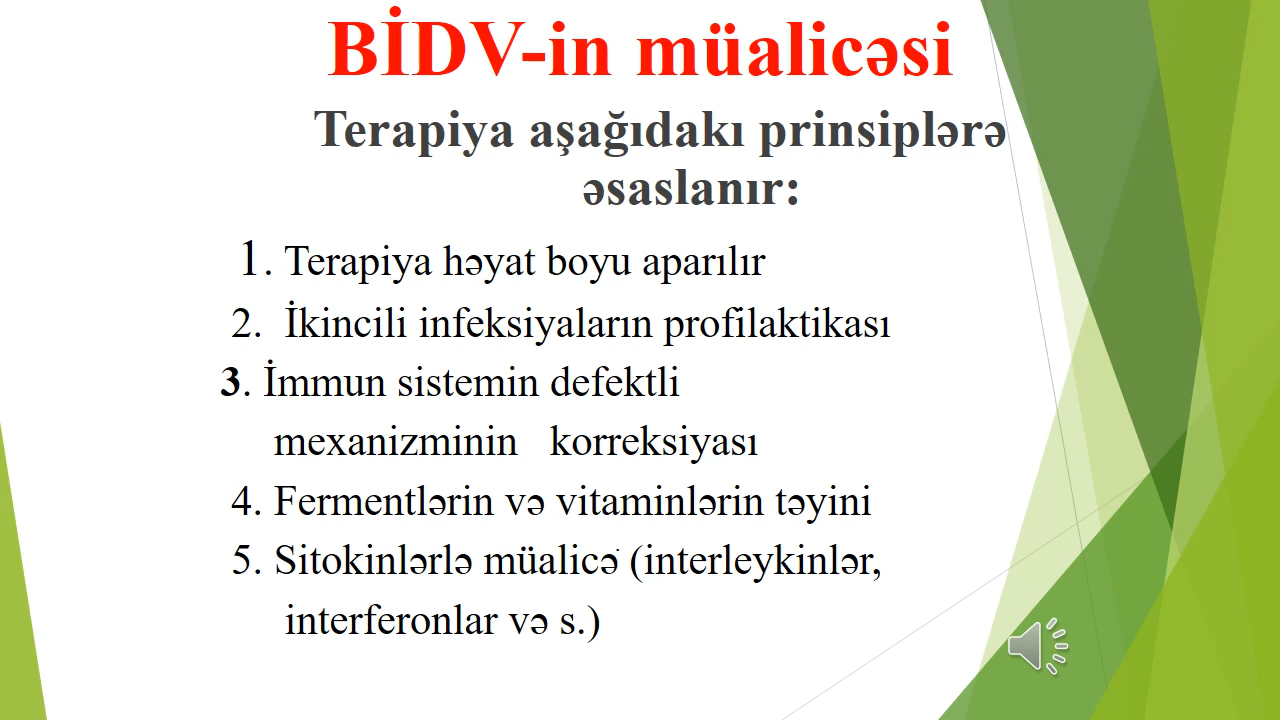 BİDV-in müalicəsi
Terapiya aşağıdakı prinsiplərə
əsaslanır:
1. Terapiya həyat boyu aparılır
2. İkincili infeksiyaların profilaktikası
3. İmmun sistemin defektli
mexanizminin korreksiyası
4. Fermentlərin və vitaminlərin təyini
5. Sitokinlərlə müalicə (interleykinlər,
interferonlar və s.)